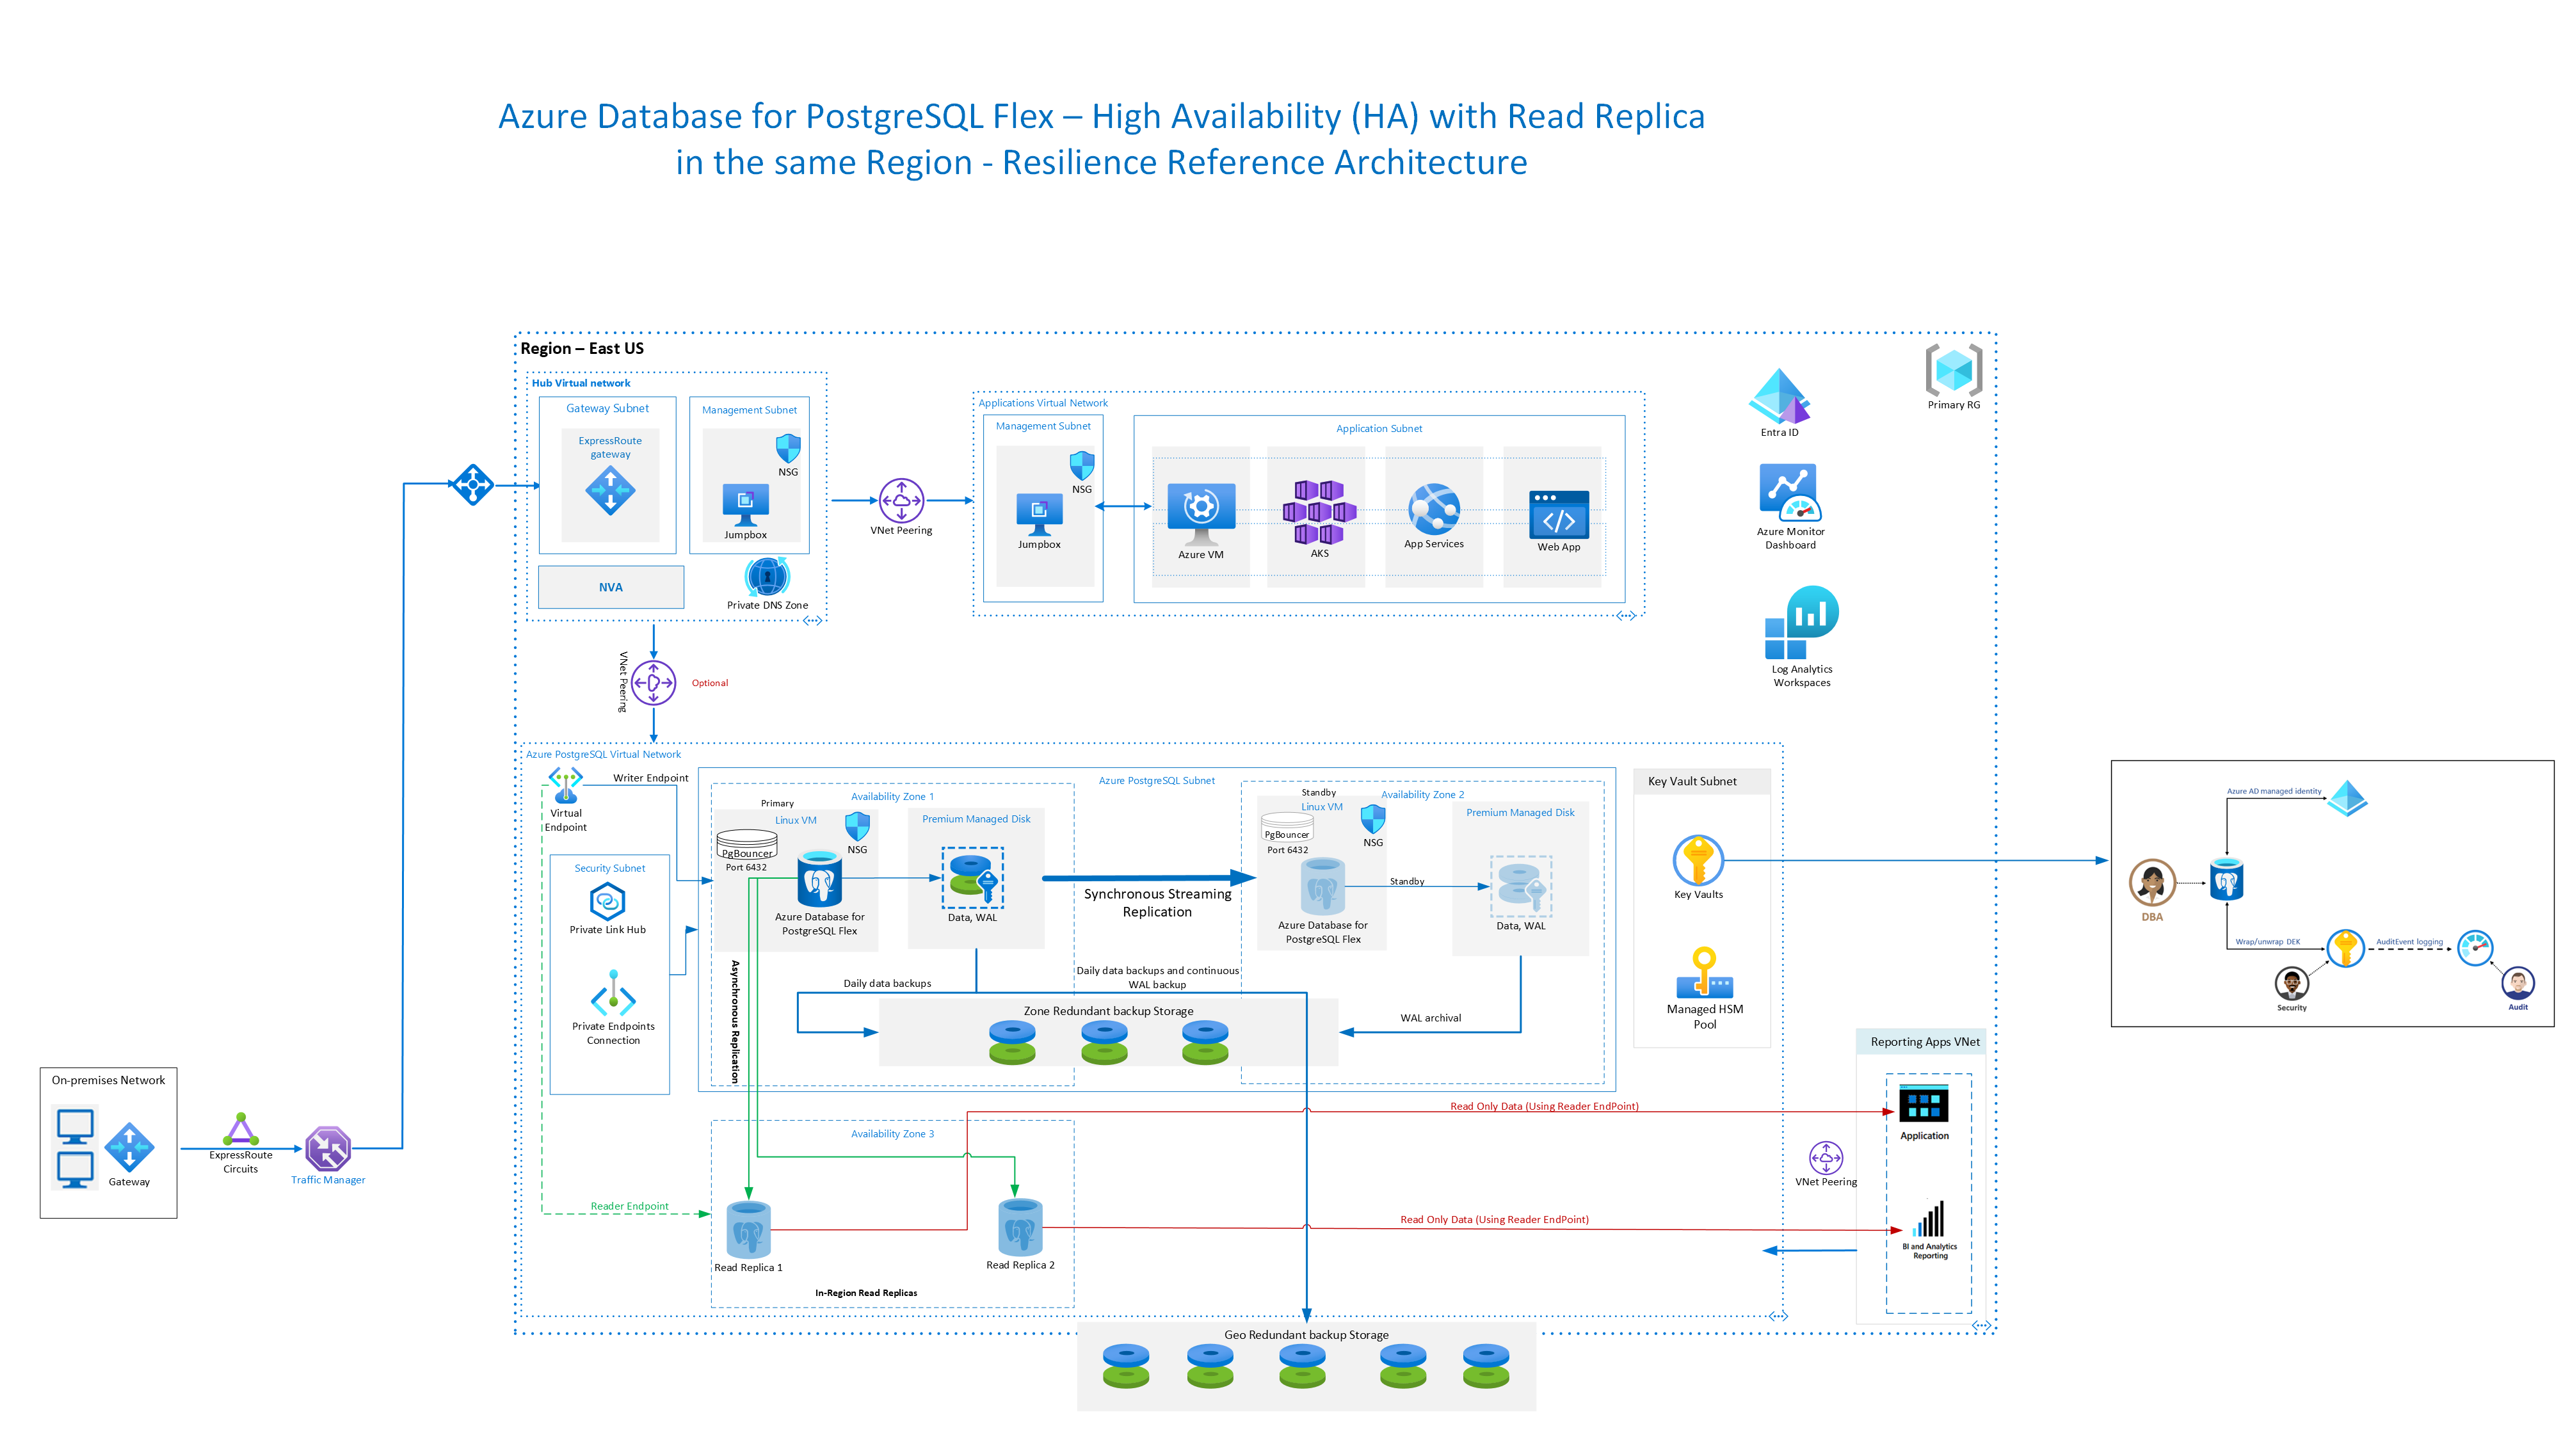 Azure Database for PostgreSQL Flex – High Availability (HA) with Read Replica
in the same Region - Resilience Reference Architecture
Region – East US
Hub Virtual network
Gateway Subnet
ExpressRoute
gateway
Management Subnet
NSG
Jumpbox
NVA
Private DNS Zone
VNet Peering
Applications Virtual Network
Management Subnet
NSG
Jumpbox
Application Subnet
Azure VM
AKS
App Services
Web App
Entra ID
Primary RG
Azure Monitor
Dashboard
Log Analytics
Workspaces
VNet Peering
Optional
Azure PostgreSQL Virtual Network
Virtual
Endpoint
Writer Endpoint
Security Subnet
Private Link Hub
Private Endpoints
Connection
Azure PostgreSQL Subnet
Availability Zone 1
Primary
Linux VM
PgBouncer
Port 6432
NSG
Azure Database for
PostgreSQL Flex
Premium Managed Disk
Data, WAL
Synchronous Streaming
Replication
Availability Zone 2
Standby
Linux VM
PgBouncer
Port 6432
NSG
Azure Database for
PostgreSQL Flex
Standby
Premium Managed Disk
Data, WAL
Asynchronous Replication
Daily data backups
Daily data backups and continuous
WAL backup
Zone Redundant backup Storage
WAL archival
Key Vault Subnet
Key Vaults
Managed HSM
Pool
Azure AD managed identity
DBA
Wrap/unwrap DEK
AuditEvent logging
Security
Audit
On-premises Network
Gateway
ExpressRoute
Circuits
Traffic Manager
Reader Endpoint
Availability Zone 3
Read Replica 1
Read Replica 2
In-Region Read Replicas
Read Only Data (Using Reader EndPoint)
Read Only Data (Using Reader EndPoint)
VNet Peering
Reporting Apps VNet
Application
BI and Analytics
Reporting
Geo Redundant backup Storage